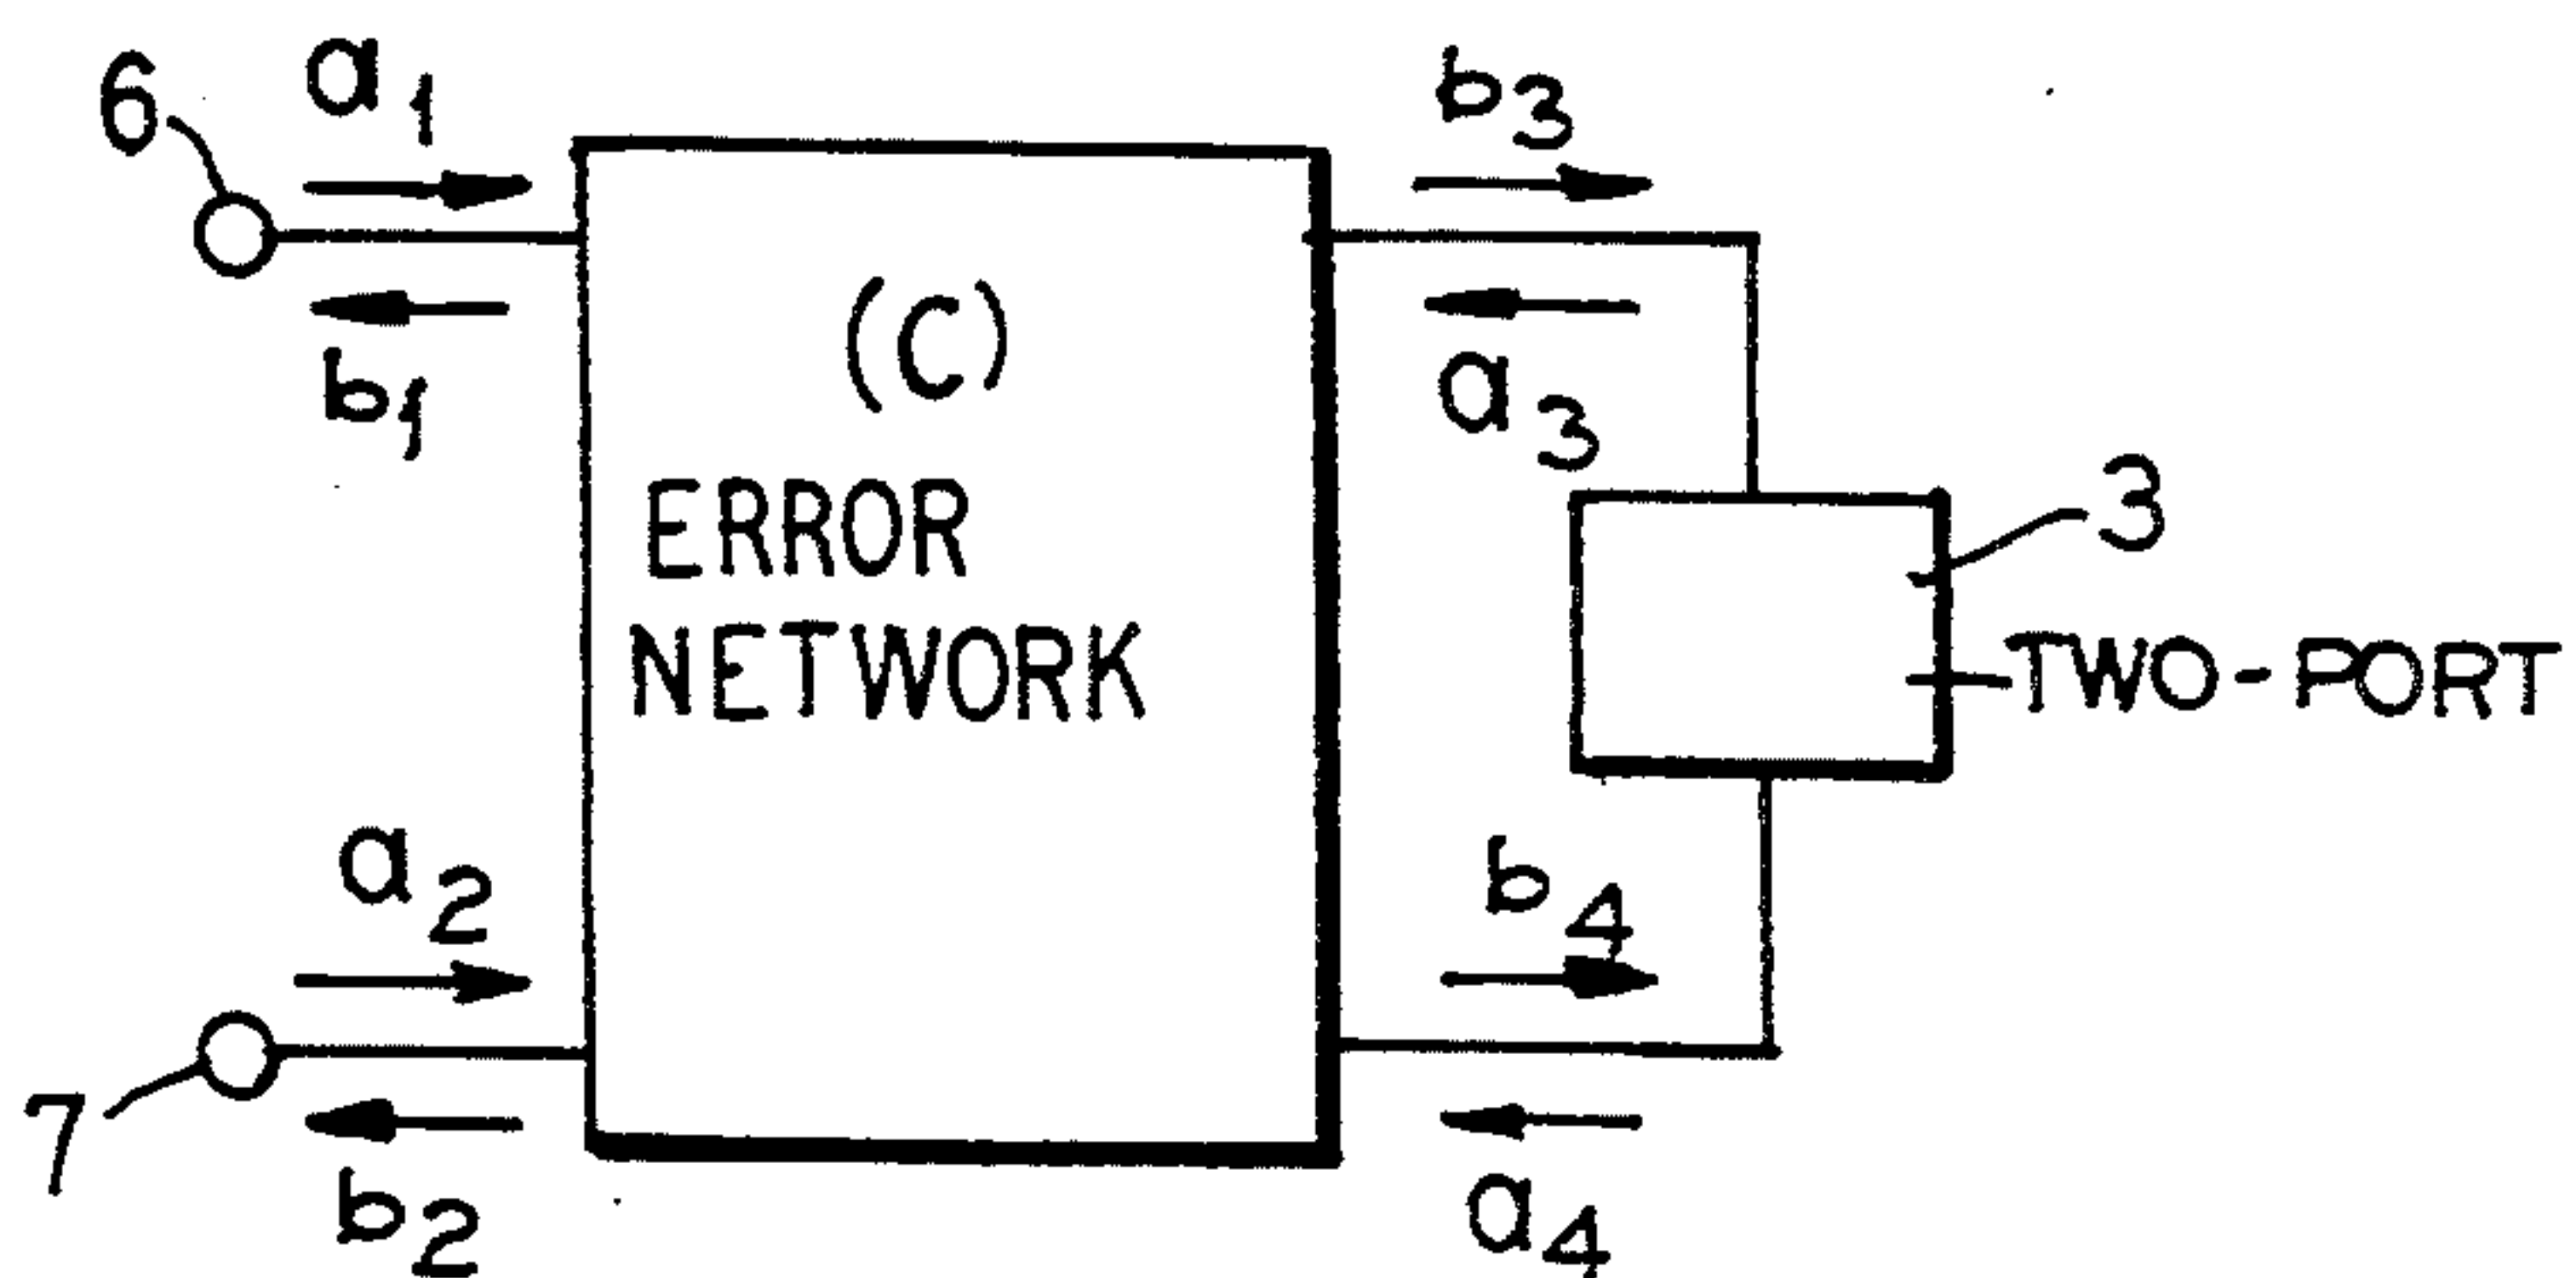 6
a1
b3
b1
(C)
a3
ERROR
NETWORK
3
TWO-PORT
a2
b4
7
b2
a4